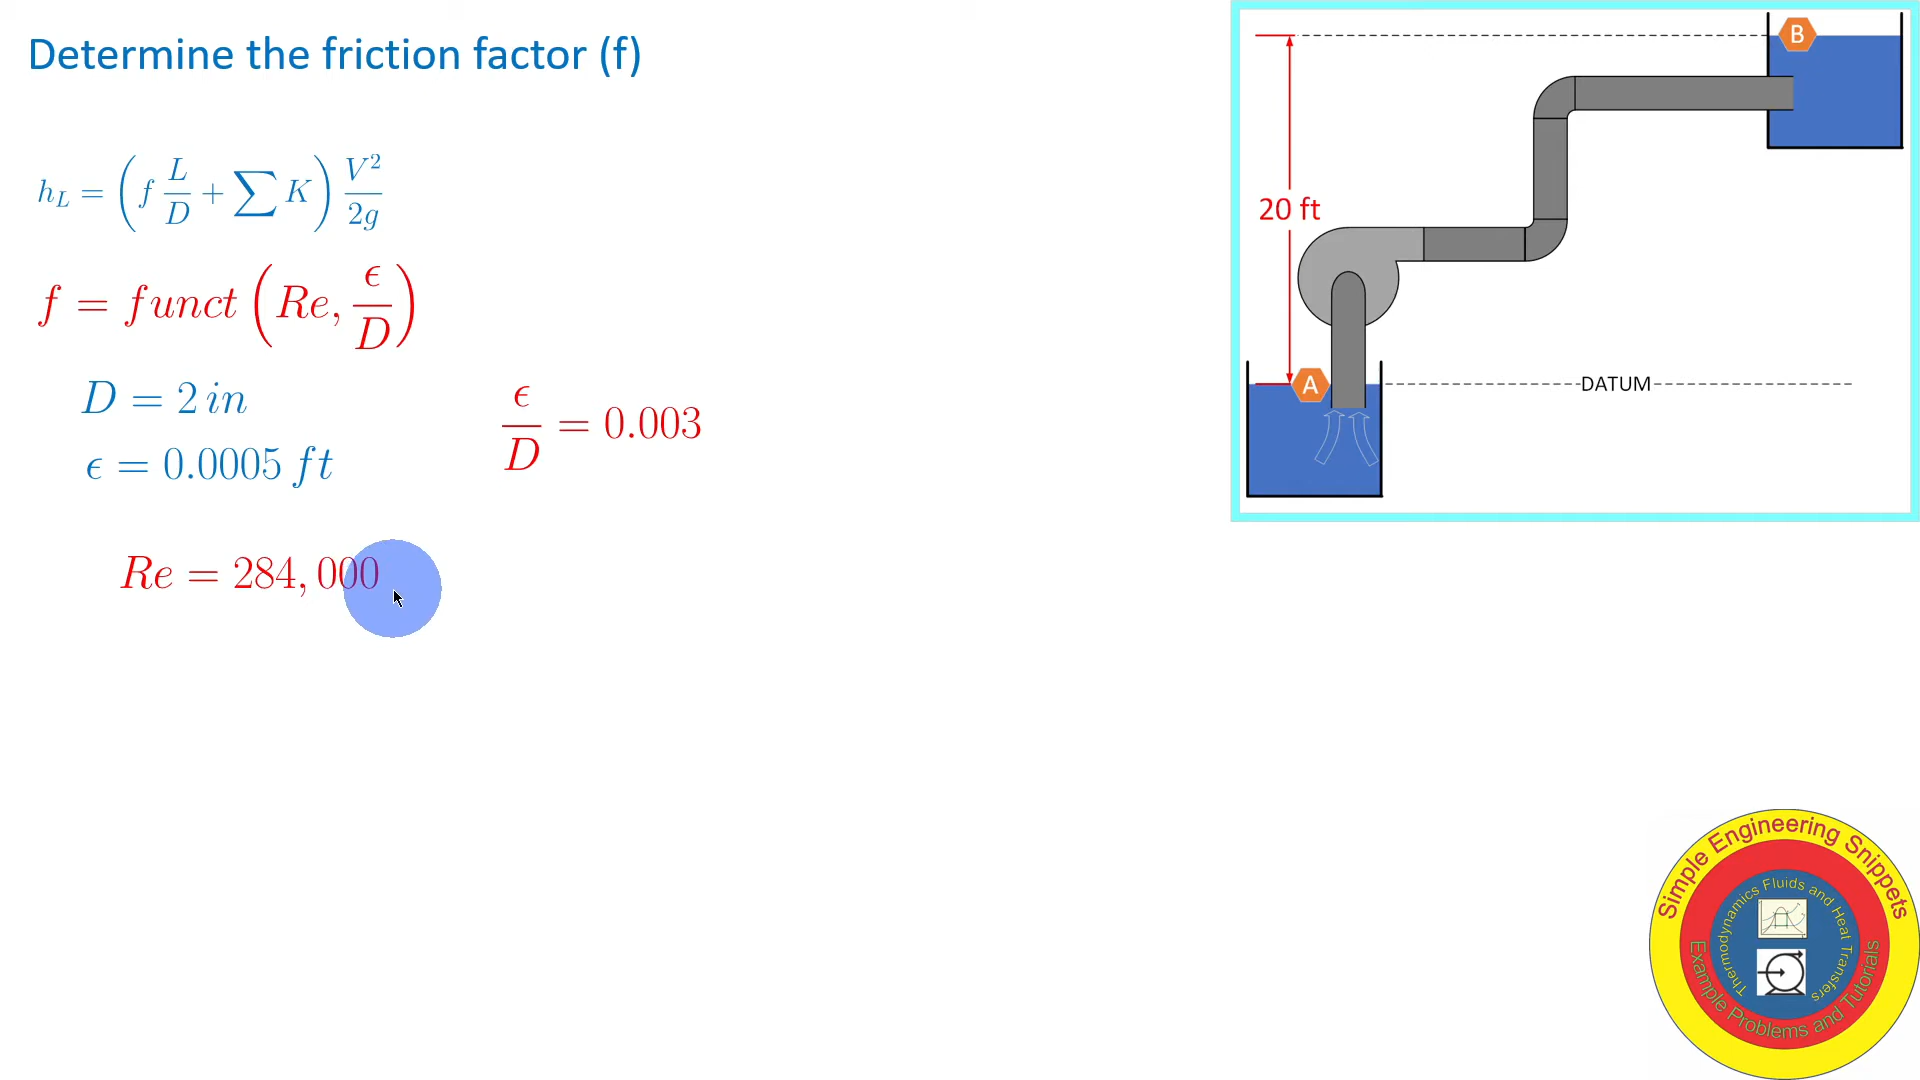 Determine the friction factor (f)
h_L = ( f L/D + ∑ K ) V²/2g
f = funct ( Re, ϵ/D )
D = 2 in
ϵ = 0.0005 ft
ϵ/D = 0.003
Re = 284,000
B
20 ft
A
DATUM
Simple Engineering Snippets
Thermodynamics Fluids and Heat Transfers
Example Problems and Tutorials